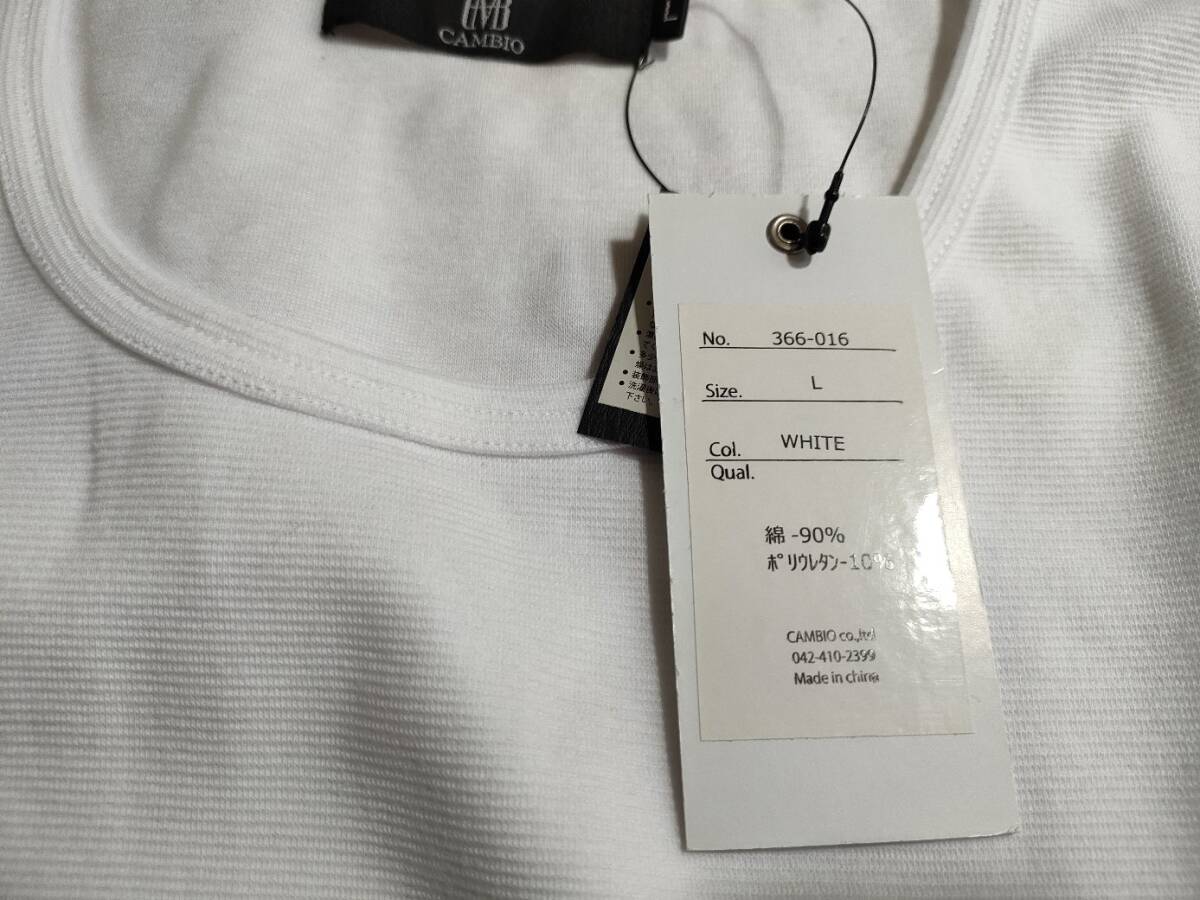 CAMBIO
L
No. 366-016
Size. L
Col. WHITE
Qual.
綿 -90%
ポリウレタン-10%
CAMBIO co.,ltd
042-410-2399
Made in china